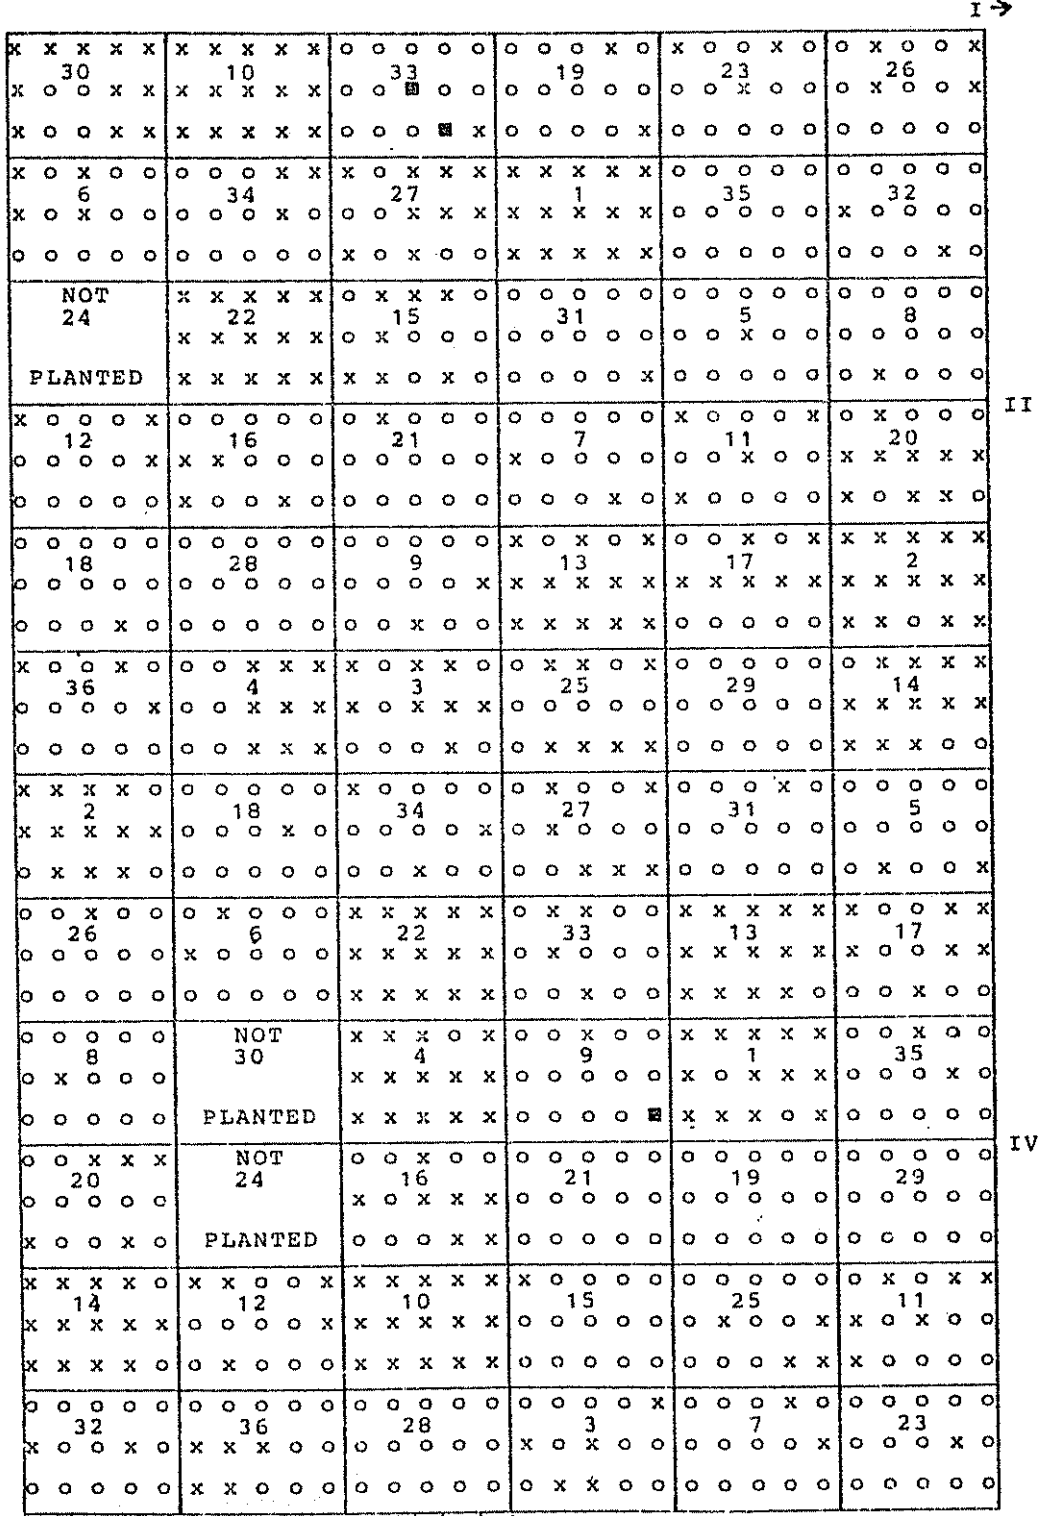 I →
x x x x x x x x x x o o o o o o o o x o x o o x o o x o o x
30 10 33 19 23 26
x o o x x x x x x x o o ■ o o o o o o o o o x o o o x o o x
x o o x x x x x x x o o o ■ x o o o o x o o o o o o o o o o
x o x o o o o o x x x o x x x x x x x x o o o o o o o o o o
6 34 27 1 35 32
x o x o o o o o x o o o x x x x x x x x o o o o o x o o o o
o o o o o o o o o o x o x o o x x x x x o o o o o o o o x o
NOT x x x x x o x x x o o o o o o o o o o o o o o o o
24 22 15 31 5 8
x x x x x o x o o o o o o o o o o x o o o o o o o
PLANTED x x x x x x x o x o o o o o x o o o o o o x o o o
II
x o o o x o o o o o o x o o o o o o o o x o o o x o x o o o
12 16 21 7 11 20
o o o o x x x o o o o o o o o x o o o o o o x o o x x x x x
o o o o o x o o x o o o o o o o o o x o x o o o o x o x x o
o o o o o o o o o o o o o o o x o x o x o o x o x x x x x x
18 28 9 13 17 2
o o o o o o o o o o o o o o x x x x x x x x x x x x x x x x
o o o x o o o o o o o o x o o x x x x x o o o o o x x o x x
x o o x o o o x x x x o x x o o x x o x o o o o o o x x x x
36 4 3 25 29 14
o o o o x o o x x x x o x x x o o o o o o o o o o x x x x x
o o o o o o o x x x o o o x o o x x x x o o o o o x x x o o
x x x x o o o o o o x o o o o o x o o x o o o x o o o o o o
2 18 34 27 31 5
x x x x x o o o x o o o o o x o x o o o o o o o o o o o o o
o x x x o o o o o o o o x o o o o x x x o o o o o o x o o x
o o x o o o x o o o x x x x x o x x o o x x x x x x o o x x
26 6 22 33 13 17
o o o o o x o o o o x x x x x o x o o o x x x x x x o o x x
o o o o o o o o o o x x x x x o o x o o x x x x o o o x o o
o o o o o NOT x x x o x o o x o o x x x x x o o x o o
8 30 4 9 1 35
o x o o o x x x x x o o o o o x o x x x o o o x o
o o o o o PLANTED x x x x x o o o o ■ x x x o x o o o o o
IV
o o x x x NOT o o x o o o o o o o o o o o o o o o o o
20 24 16 21 19 29
o o o o o x o x x x o o o o o o o o o o o o o o o
x o o x o PLANTED o o o x x o o o o o o o o o o o o o o o
x x x x o x x o o x x x x x x x o o o o o o o o o o x o x x
14 12 10 15 25 11
x x x x x o o o o x x x x x x o o o o o o x o o x x o x o o
x x x x o o x o o o x x x x x o o o o o o o o x x x o o o o
o o o o o o o o o o o o o o o o o o o x o o o x o o o o o o
32 36 28 3 7 23
x o o x o x x x o o o o o o o x o x o o o o o o x o o o x o
o o o o o x x o o o o o o o o o x x o o o o o o o o o o o o